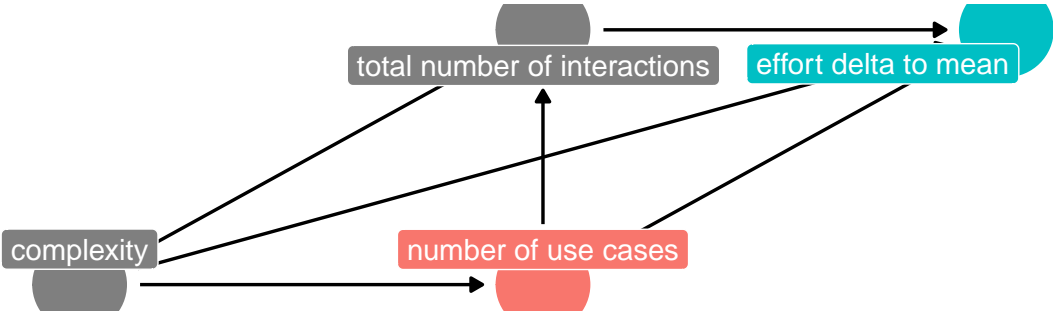 total number of interactions
effort delta to mean
complexity
number of use cases